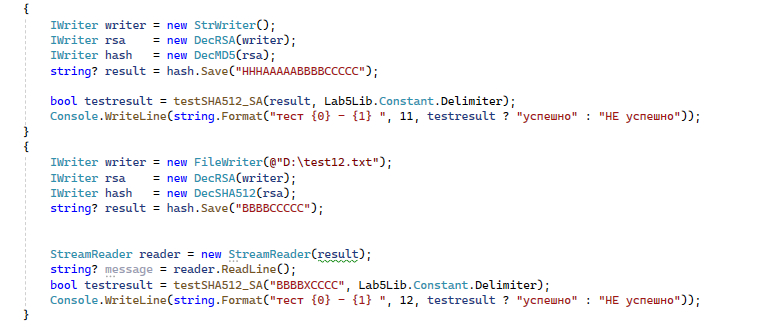 {
    IWriter writer = new StrWriter();
    IWriter rsa    = new DecRSA(writer);
    IWriter hash   = new DecMD5(rsa);
    string? result = hash.Save("HHHAAAAABBBBCCCCC");

    bool testresult = testSHA512_SA(result, Lab5Lib.Constant.Delimiter);
    Console.WriteLine(string.Format("тест {0} - {1} ", 11, testresult ? "успешно" : "НЕ успешно"));
}
{
    IWriter writer = new FileWriter(@"D:\test12.txt");
    IWriter rsa    = new DecRSA(writer);
    IWriter hash   = new DecSHA512(rsa);
    string? result = hash.Save("BBBBCCCCC");


    StreamReader reader = new StreamReader(result);
    string? message = reader.ReadLine();
    bool testresult = testSHA512_SA("BBBBXCCCC", Lab5Lib.Constant.Delimiter);
    Console.WriteLine(string.Format("тест {0} - {1} ", 12, testresult ? "успешно" : "НЕ успешно"));
}